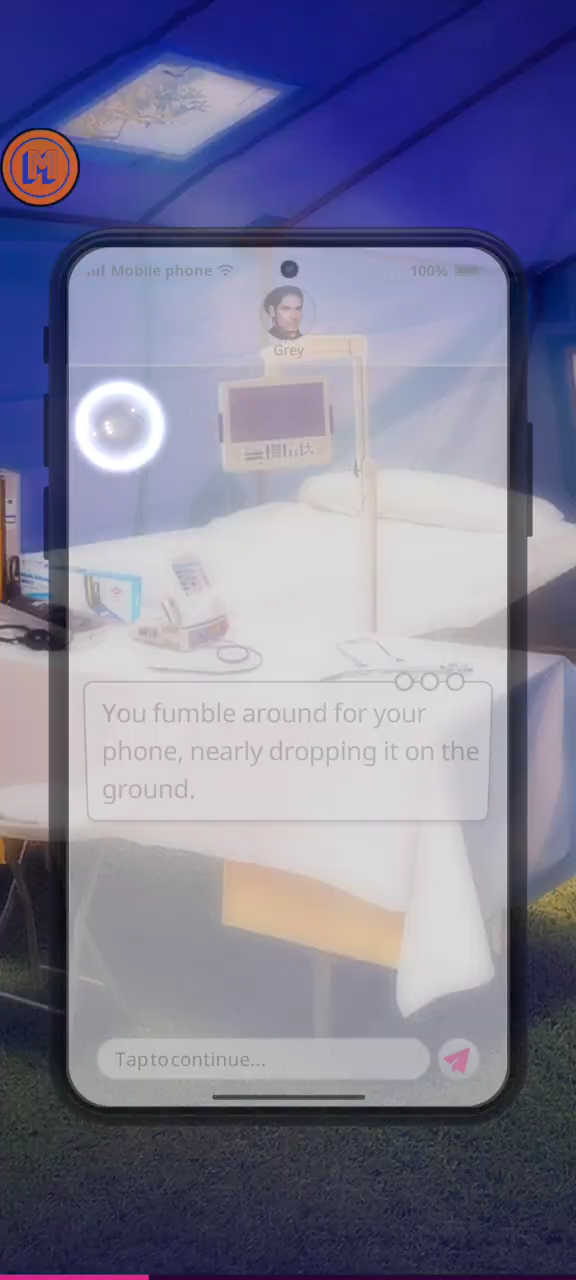 Mobile phone
100%
Grey
You fumble around for your
phone, nearly dropping it on the
ground.
Taptocontinue...